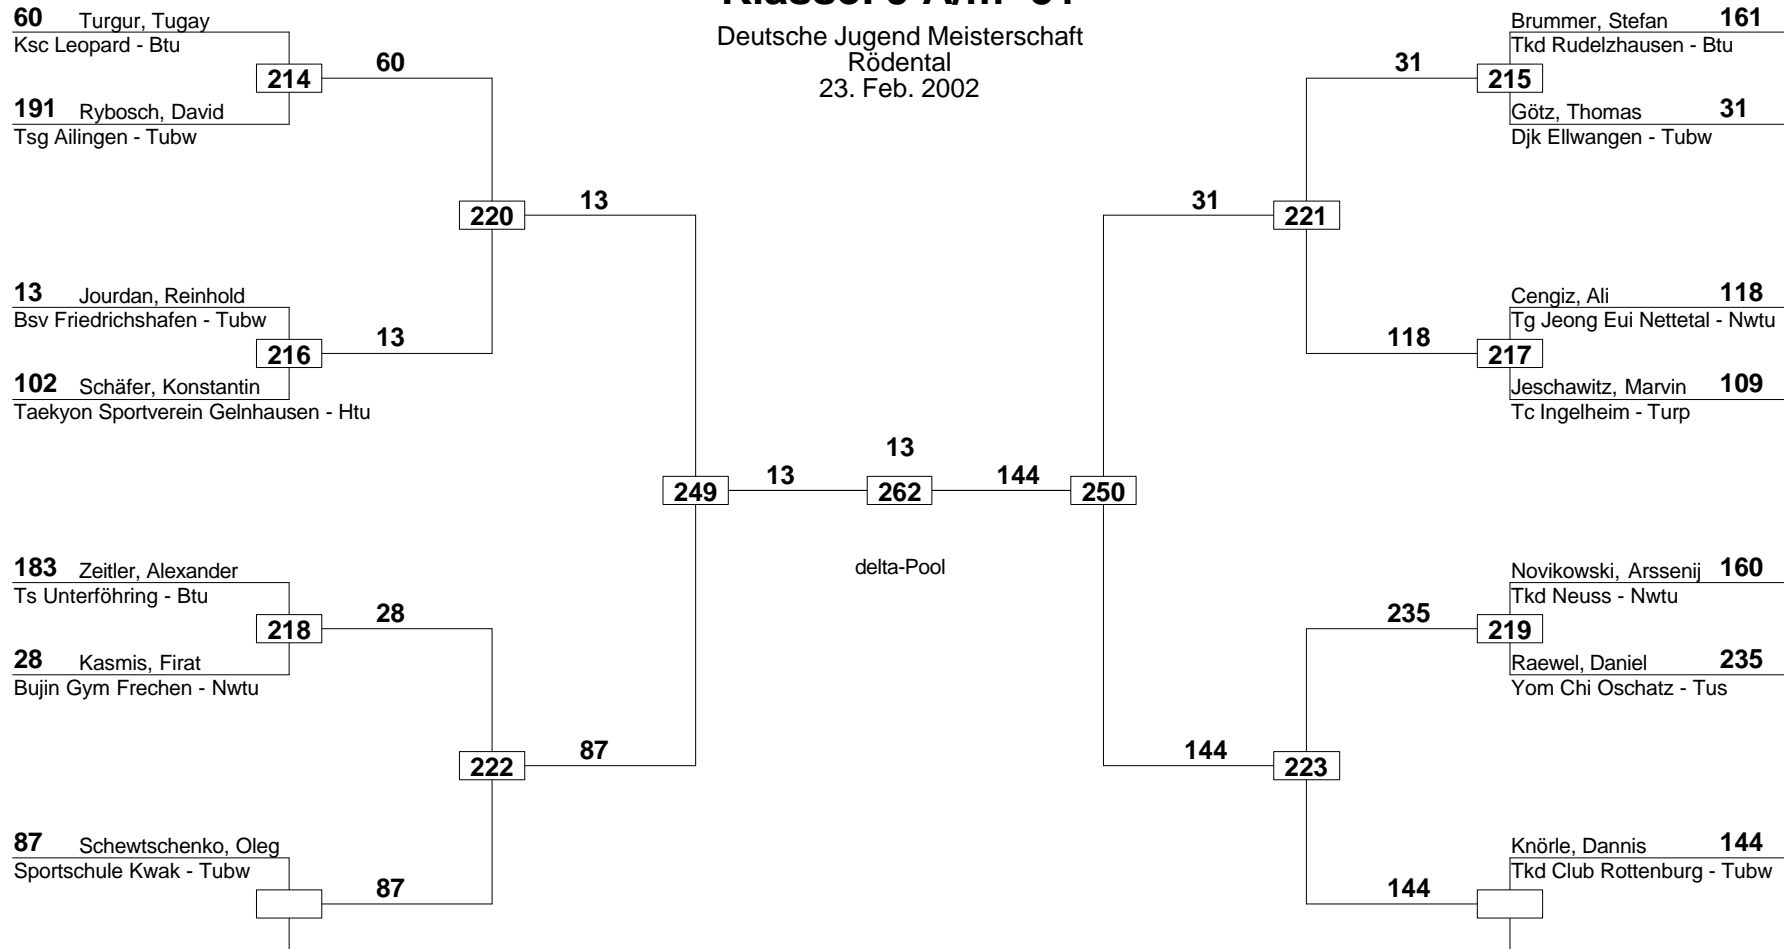 Deutsche Jugend Meisterschaft
Rödental
23. Feb. 2002
60 Turgur, Tugay
Ksc Leopard - Btu
214
60
191 Rybosch, David
Tsg Ailingen - Tubw
220
13
13 Jourdan, Reinhold
Bsv Friedrichshafen - Tubw
216
13
102 Schäfer, Konstantin
Taekyon Sportverein Gelnhausen - Htu
249
13
183 Zeitler, Alexander
Ts Unterföhring - Btu
218
28
28 Kasmis, Firat
Bujin Gym Frechen - Nwtu
222
87
87 Schewtschenko, Oleg
Sportschule Kwak - Tubw
87
13
262
delta-Pool
Brummer, Stefan 161
Tkd Rudelzhausen - Btu
31
215
Götz, Thomas 31
Djk Ellwangen - Tubw
31
221
Cengiz, Ali 118
Tg Jeong Eui Nettetal - Nwtu
118
217
Jeschawitz, Marvin 109
Tc Ingelheim - Turp
144
250
Novikowski, Arssenij 160
Tkd Neuss - Nwtu
235
219
Raewel, Daniel 235
Yom Chi Oschatz - Tus
144
223
Knörle, Dannis 144
Tkd Club Rottenburg - Tubw
144